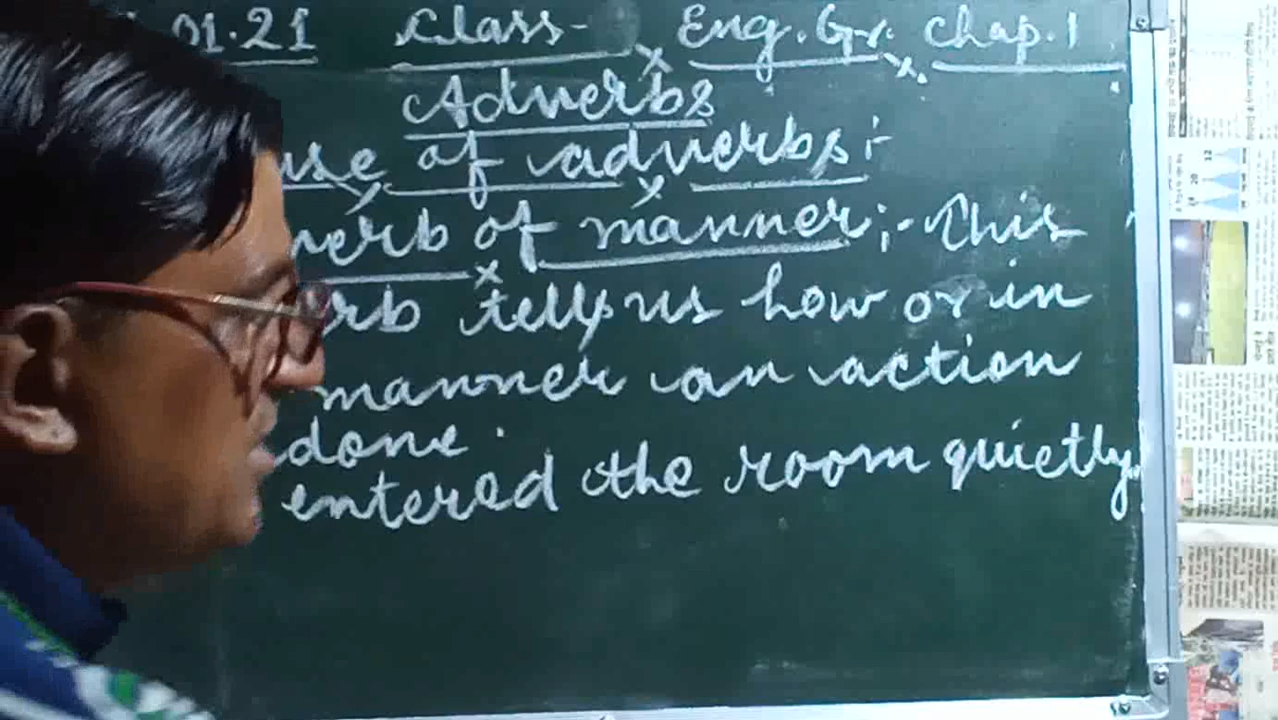 01.21 Class- Eng. Gr. Chap. 1
Adverbs
use of adverbs :-
verb of manner :- This
rb tells us how or in
manner an action
done.
entered the room quietly.